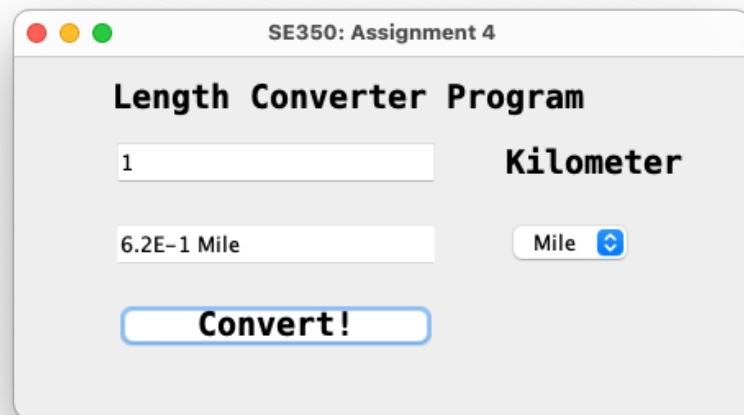 SE350: Assignment 4
Length Converter Program
1 Kilometer
6.2E-1 Mile Mile
Convert!